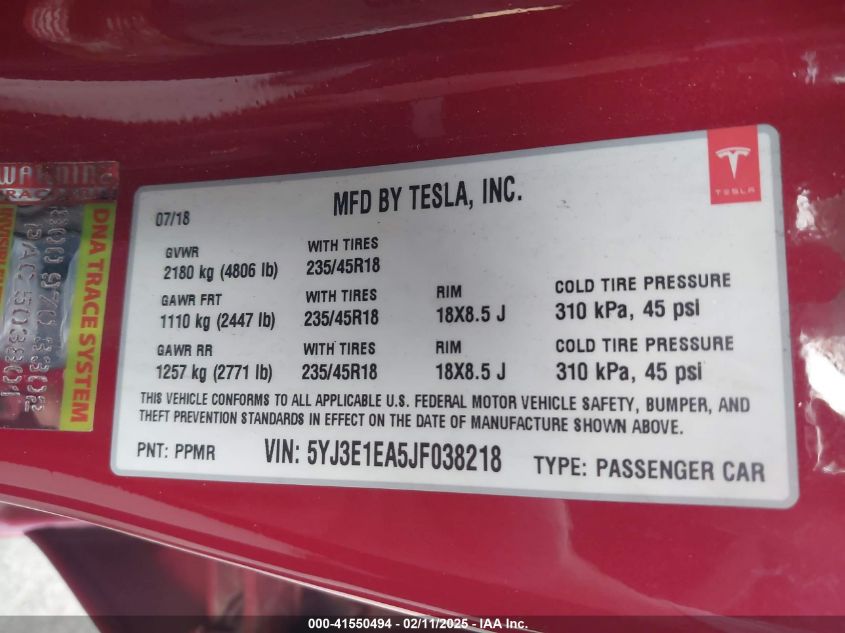 WARNING
DNA TRACE SYSTEM
TESLA
MFD BY TESLA, INC.
07/18
GVWR WITH TIRES
2180 kg (4806 lb) 235/45R18
GAWR FRT WITH TIRES RIM COLD TIRE PRESSURE
1110 kg (2447 lb) 235/45R18 18X8.5 J 310 kPa, 45 psi
GAWR RR WITH TIRES RIM COLD TIRE PRESSURE
1257 kg (2771 lb) 235/45R18 18X8.5 J 310 kPa, 45 psi
THIS VEHICLE CONFORMS TO ALL APPLICABLE U.S. FEDERAL MOTOR VEHICLE SAFETY, BUMPER, AND
THEFT PREVENTION STANDARDS IN EFFECT ON THE DATE OF MANUFACTURE SHOWN ABOVE.
PNT: PPMR VIN: 5YJ3E1EA5JF038218 TYPE: PASSENGER CAR
000-41550494 - 02/11/2025 - IAA, Inc.